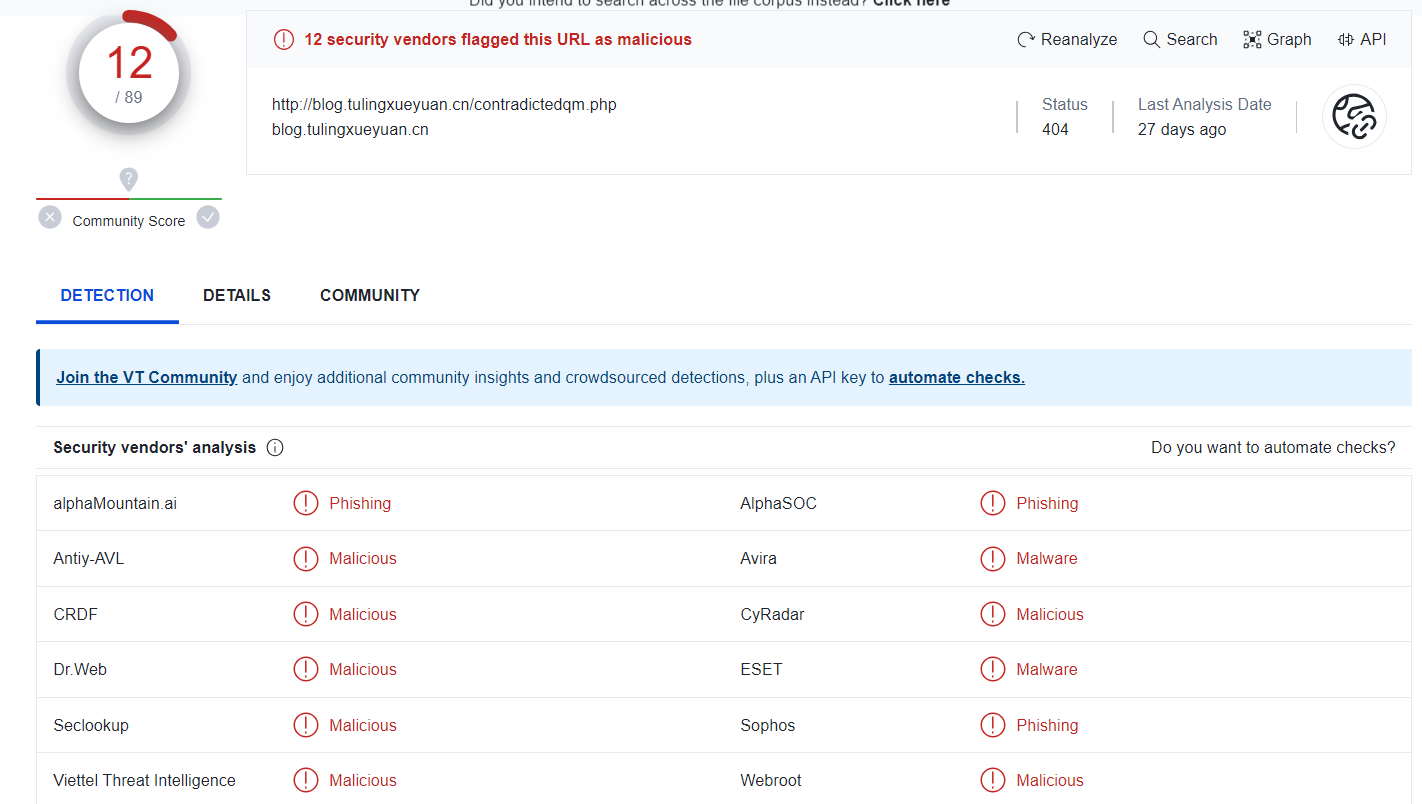 Did you intend to search across the file corpus instead? Click here
12
/ 89
Community Score
12 security vendors flagged this URL as malicious
Reanalyze Search Graph API
http://blog.tulingxueyuan.cn/contradictedqm.php
blog.tulingxueyuan.cn
Status
404
Last Analysis Date
27 days ago
DETECTION DETAILS COMMUNITY
Join the VT Community and enjoy additional community insights and crowdsourced detections, plus an API key to automate checks.
Security vendors' analysis Do you want to automate checks?
alphaMountain.ai Phishing AlphaSOC Phishing
Antiy-AVL Malicious Avira Malware
CRDF Malicious CyRadar Malicious
Dr.Web Malicious ESET Malware
Seclookup Malicious Sophos Phishing
Viettel Threat Intelligence Malicious Webroot Malicious